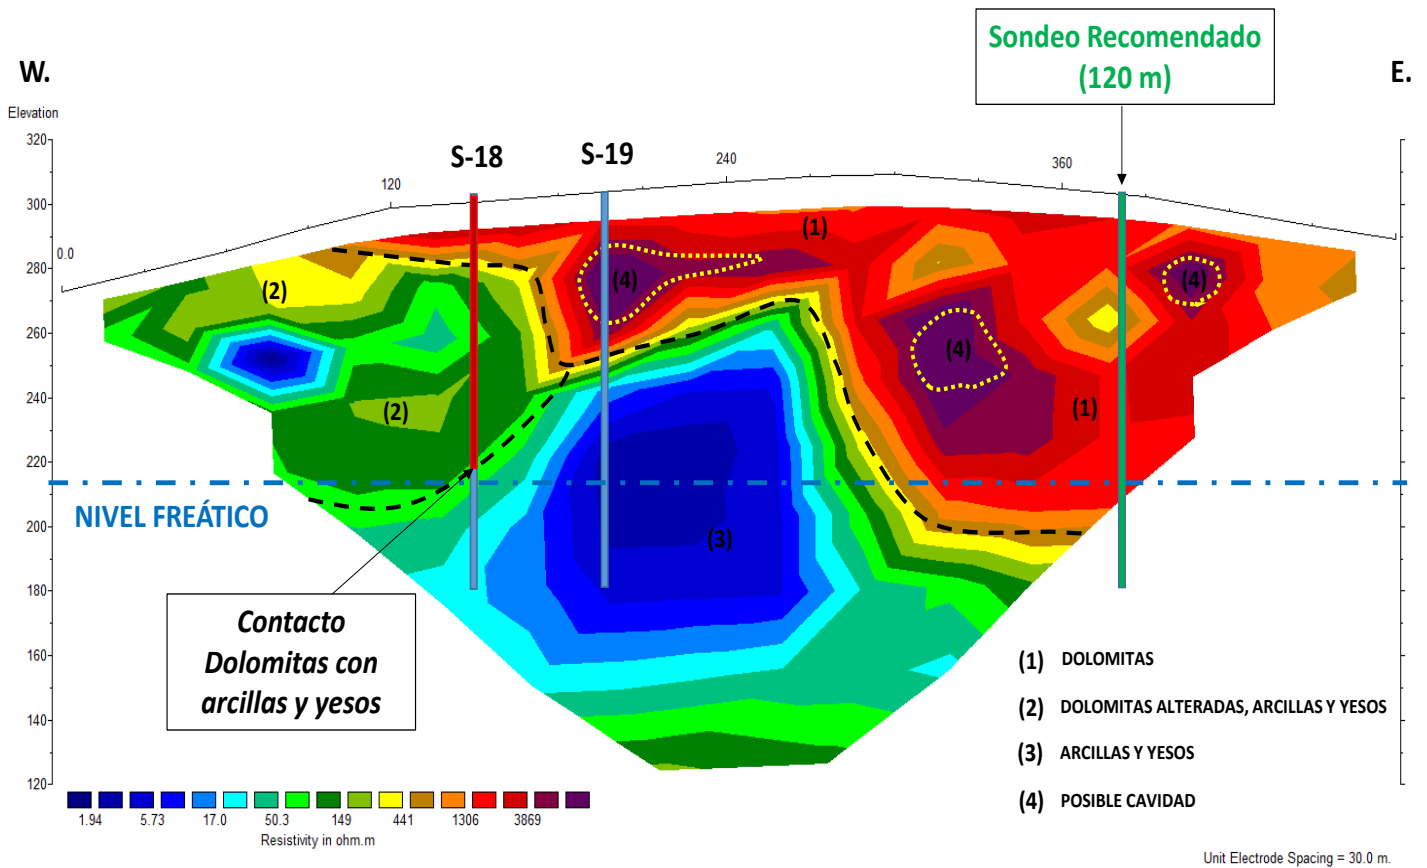 Sondeo Recomendado
(120 m)
W.
E.
Elevation
320
300
280
260
240
220
200
180
160
140
120
0.0
120
240
360
S-18
S-19
(1)
(2)
(4)
(4)
(4)
(2)
(1)
(3)
NIVEL FREÁTICO
Contacto
Dolomitas con
arcillas y yesos
(1) DOLOMITAS
(2) DOLOMITAS ALTERADAS, ARCILLAS Y YESOS
(3) ARCILLAS Y YESOS
(4) POSIBLE CAVIDAD
1.94 5.73 17.0 50.3 149 441 1306 3869
Resistivity in ohm.m
Unit Electrode Spacing = 30.0 m.